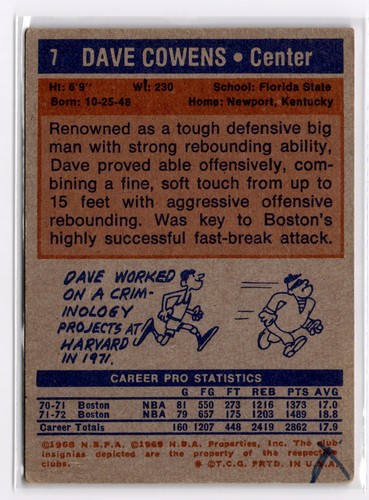 7 DAVE COWENS • Center
Ht: 6'9" Wt: 230 School: Florida State
Born: 10-25-48 Home: Newport, Kentucky
Renowned as a tough defensive big
man with strong rebounding ability,
Dave proved able offensively, com-
bining a fine, soft touch from up to
15 feet with aggressive offensive
rebounding. Was key to Boston's
highly successful fast-break attack.
DAVE WORKED
ON A CRIM-
INOLOGY
PROJECTS AT
HARVARD
IN 1971.
CAREER PRO STATISTICS
G FG FT REB PTS AVG
70-71 Boston NBA 81 550 273 1216 1373 17.0
71-72 Boston NBA 79 657 175 1203 1489 18.8
Career Totals 160 1207 448 2419 2862 17.9
©1968 N.B.P.A. ©1969 N.B.A. Properties, Inc. The club
insignias depicted are the property of the respective
clubs. * © T.C.G. PRTD. IN U.S.A.